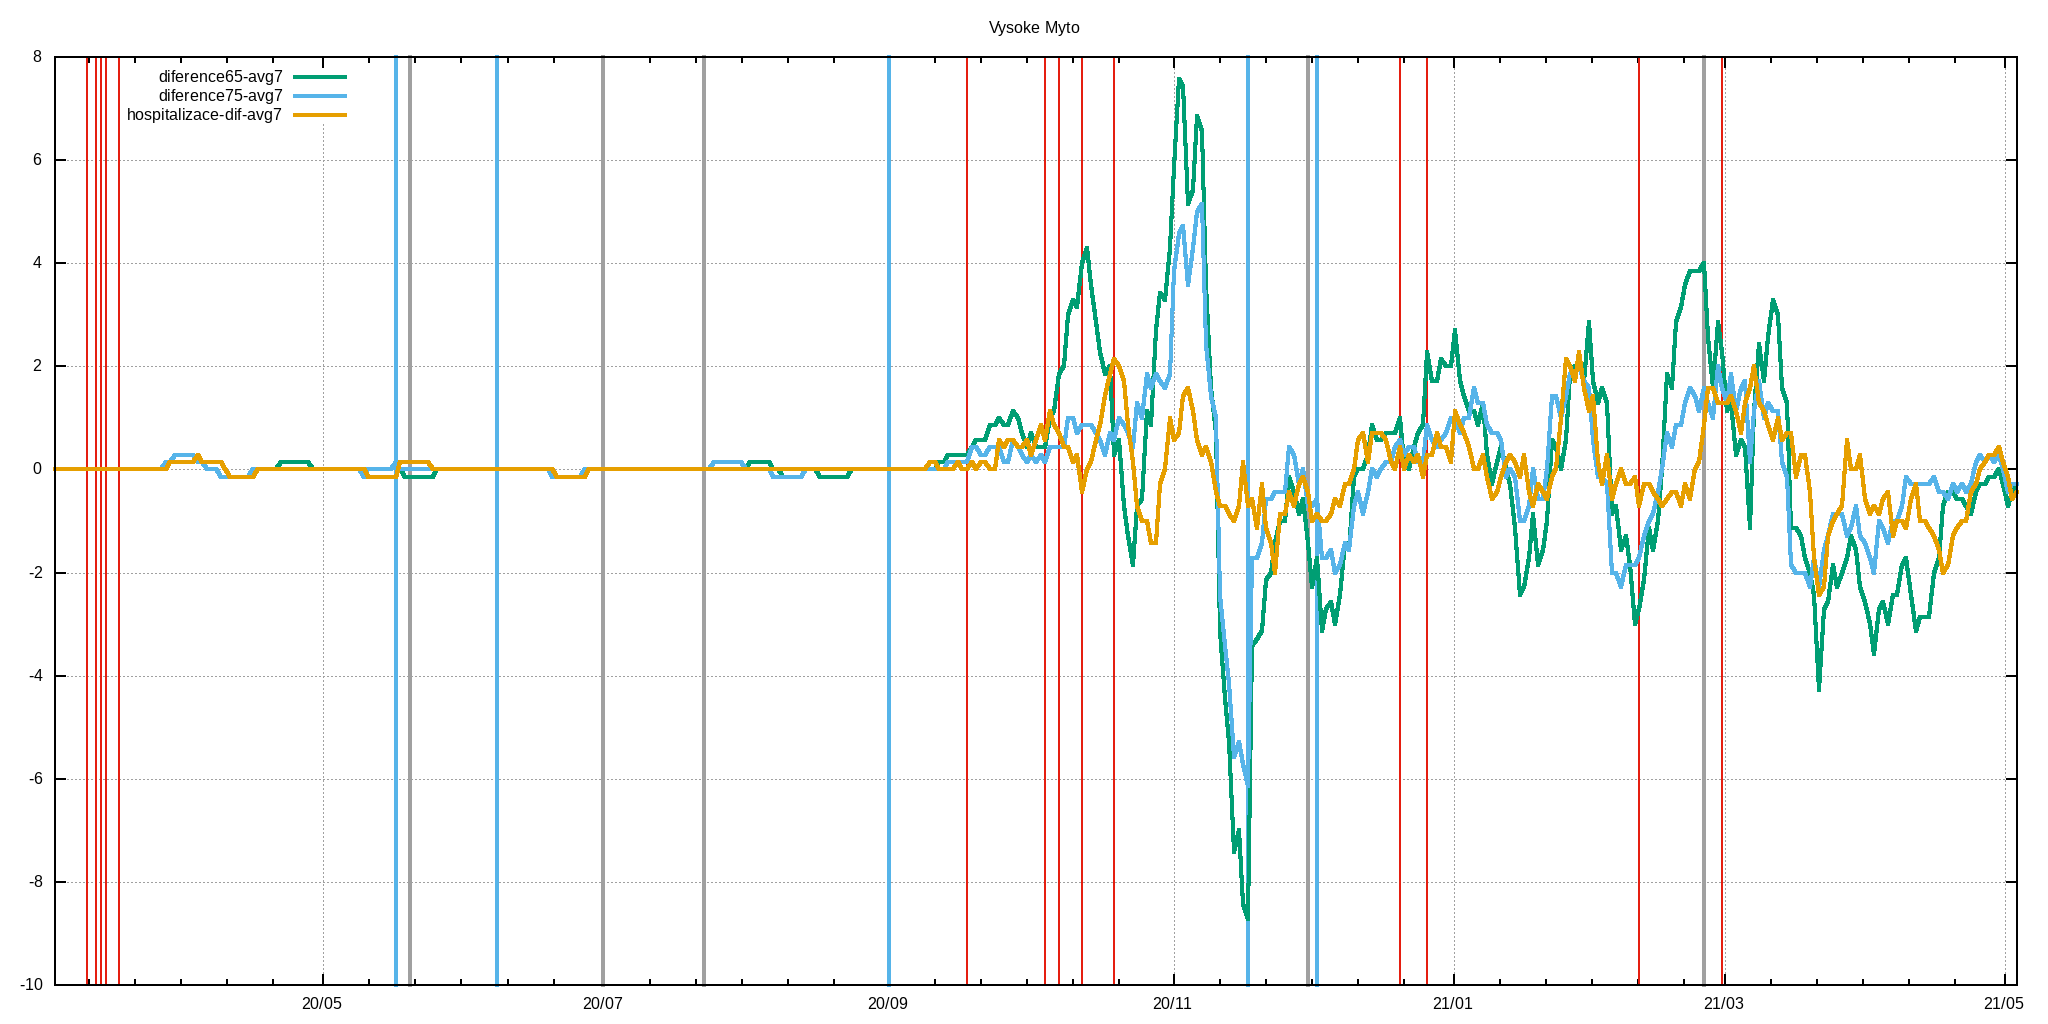 Vysoke Myto
8
diference65-avg7
diference75-avg7
hospitalizace-dif-avg7
6
4
2
0
-2
-4
-6
-8
-10
20/05 20/07 20/09 20/11 21/01 21/03 21/05